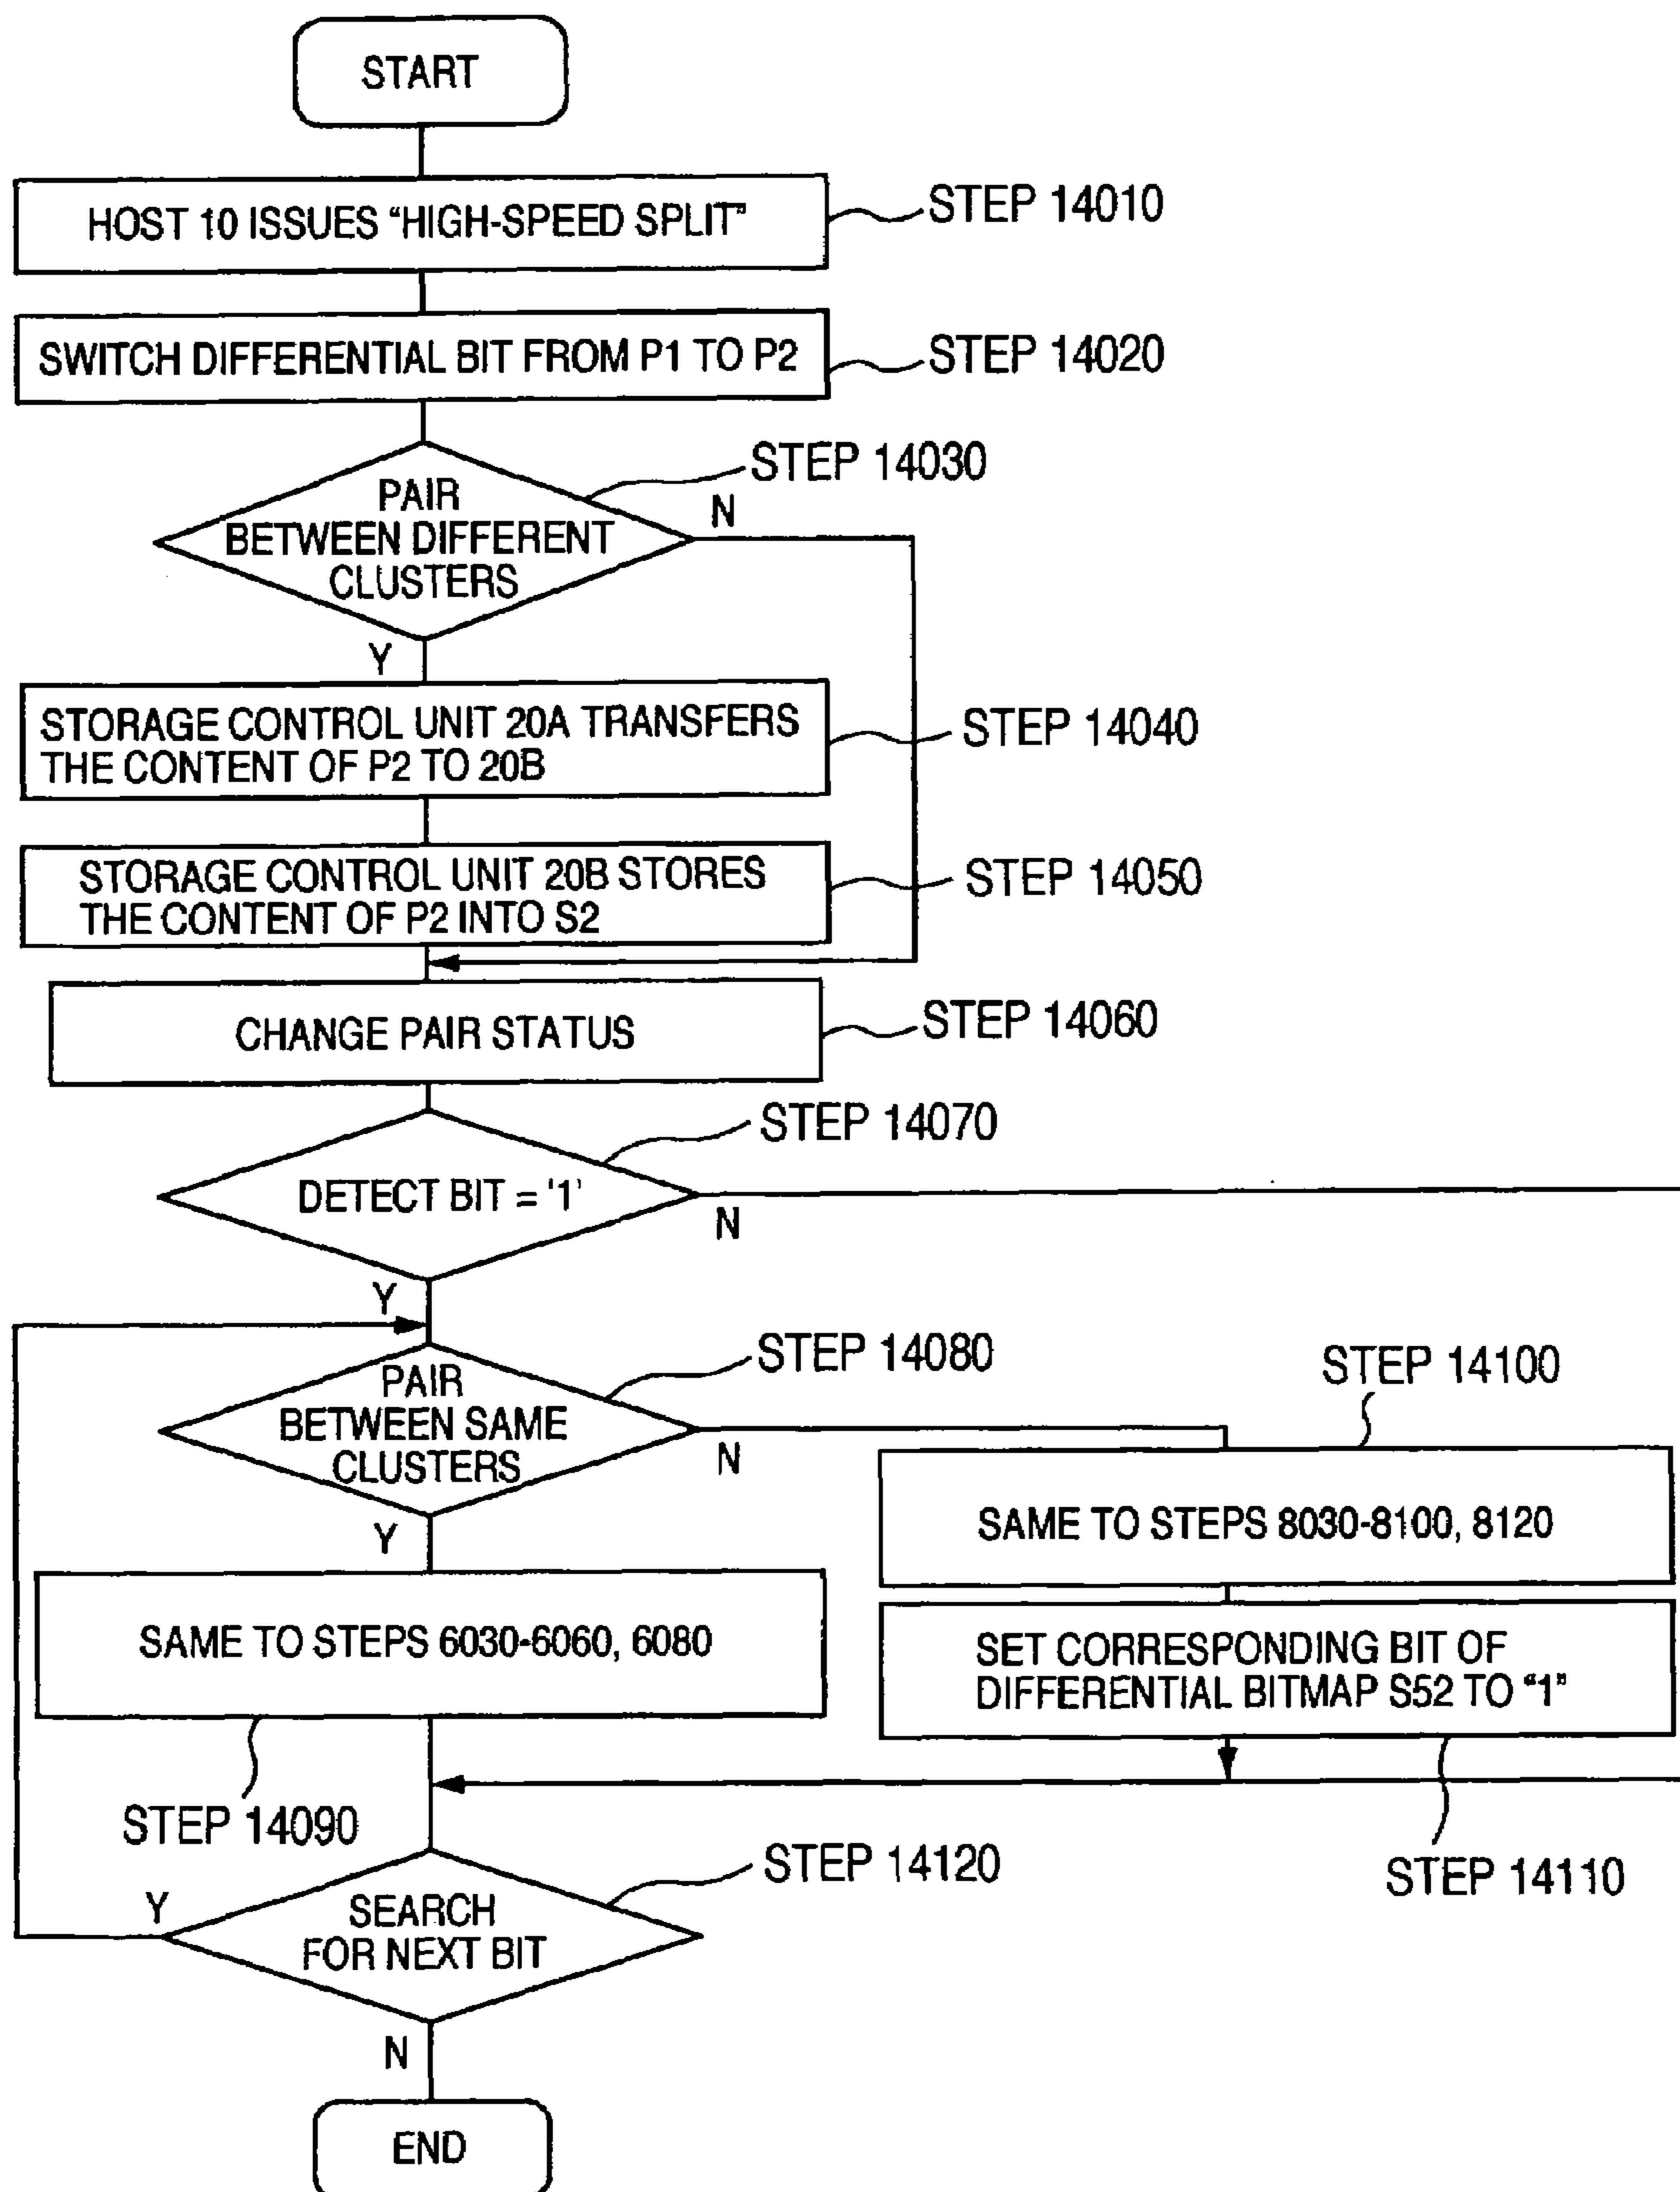 START
HOST 10 ISSUES “HIGH-SPEED SPLIT”
STEP 14010
SWITCH DIFFERENTIAL BIT FROM P1 TO P2
STEP 14020
PAIR
BETWEEN DIFFERENT
CLUSTERS
STEP 14030
N
Y
STORAGE CONTROL UNIT 20A TRANSFERS
THE CONTENT OF P2 TO 20B
STEP 14040
STORAGE CONTROL UNIT 20B STORES
THE CONTENT OF P2 INTO S2
STEP 14050
CHANGE PAIR STATUS
STEP 14060
STEP 14070
DETECT BIT = '1'
N
Y
STEP 14080
PAIR
BETWEEN SAME
CLUSTERS
N
Y
STEP 14100
SAME TO STEPS 8030-8100, 8120
SAME TO STEPS 6030-6060, 6080
SET CORRESPONDING BIT OF
DIFFERENTIAL BITMAP S52 TO “1”
STEP 14090
STEP 14110
STEP 14120
Y
SEARCH
FOR NEXT BIT
N
END